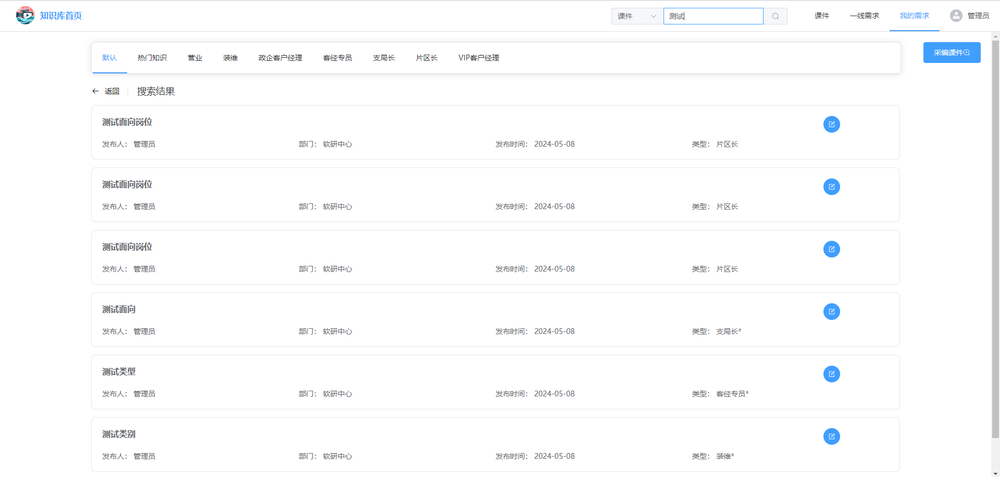 知识库首页 课件 测试 课件 一线需求 我的需求 管理员
默认 热门知识 营业 装维 政企客户经理 客经专员 支局长 片区长 VIP客户经理 采编课件
返回 搜索结果
测试面向岗位
发布人： 管理员 部门： 软研中心 发布时间： 2024-05-08 类型： 片区长
测试面向岗位
发布人： 管理员 部门： 软研中心 发布时间： 2024-05-08 类型： 片区长
测试面向岗位
发布人： 管理员 部门： 软研中心 发布时间： 2024-05-08 类型： 片区长
测试面向
发布人： 管理员 部门： 软研中心 发布时间： 2024-05-08 类型： 支局长*
测试类型
发布人： 管理员 部门： 软研中心 发布时间： 2024-05-08 类型： 客经专员*
测试类别
发布人： 管理员 部门： 软研中心 发布时间： 2024-05-08 类型： 装维*